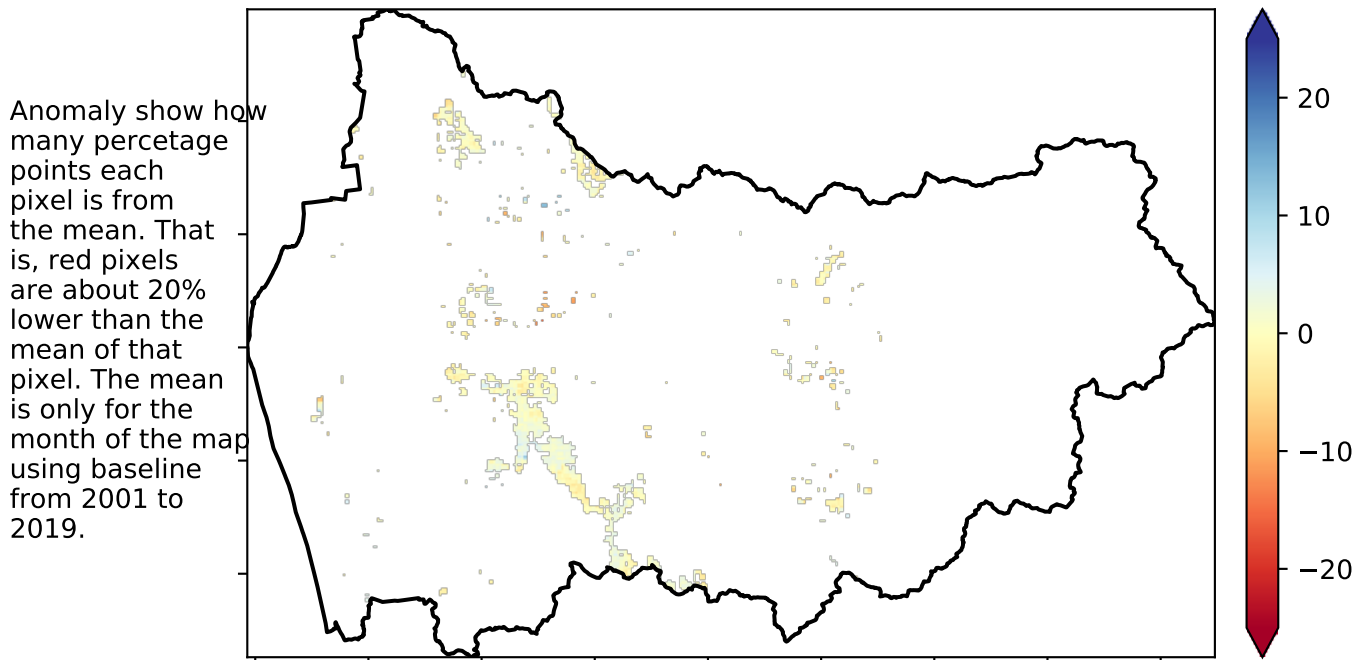 Anomaly show how
many percetage
points each
pixel is from
the mean. That
is, red pixels
are about 20%
lower than the
mean of that
pixel. The mean
is only for the
month of the map
using baseline
from 2001 to
2019.
20
10
0
−10
−20